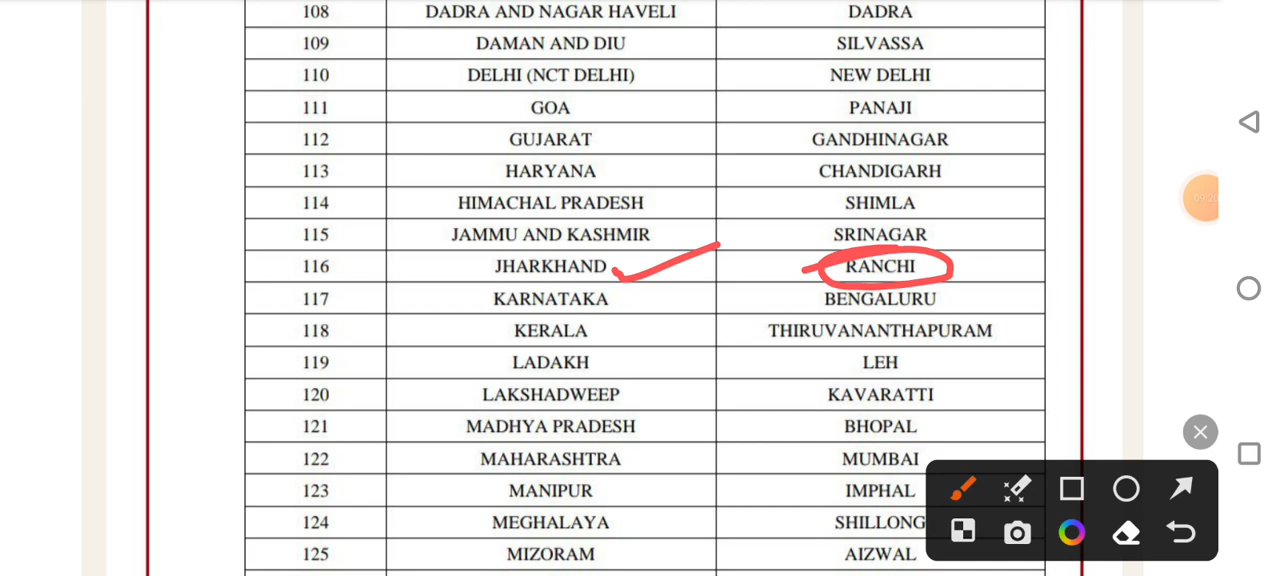 108 DADRA AND NAGAR HAVELI DADRA
109 DAMAN AND DIU SILVASSA
110 DELHI (NCT DELHI) NEW DELHI
111 GOA PANAJI
112 GUJARAT GANDHINAGAR
113 HARYANA CHANDIGARH
114 HIMACHAL PRADESH SHIMLA
115 JAMMU AND KASHMIR SRINAGAR
116 JHARKHAND RANCHI
117 KARNATAKA BENGALURU
118 KERALA THIRUVANANTHAPURAM
119 LADAKH LEH
120 LAKSHADWEEP KAVARATTI
121 MADHYA PRADESH BHOPAL
122 MAHARASHTRA MUMBAI
123 MANIPUR IMPHAL
124 MEGHALAYA SHILLONG
125 MIZORAM AIZWAL
09:20